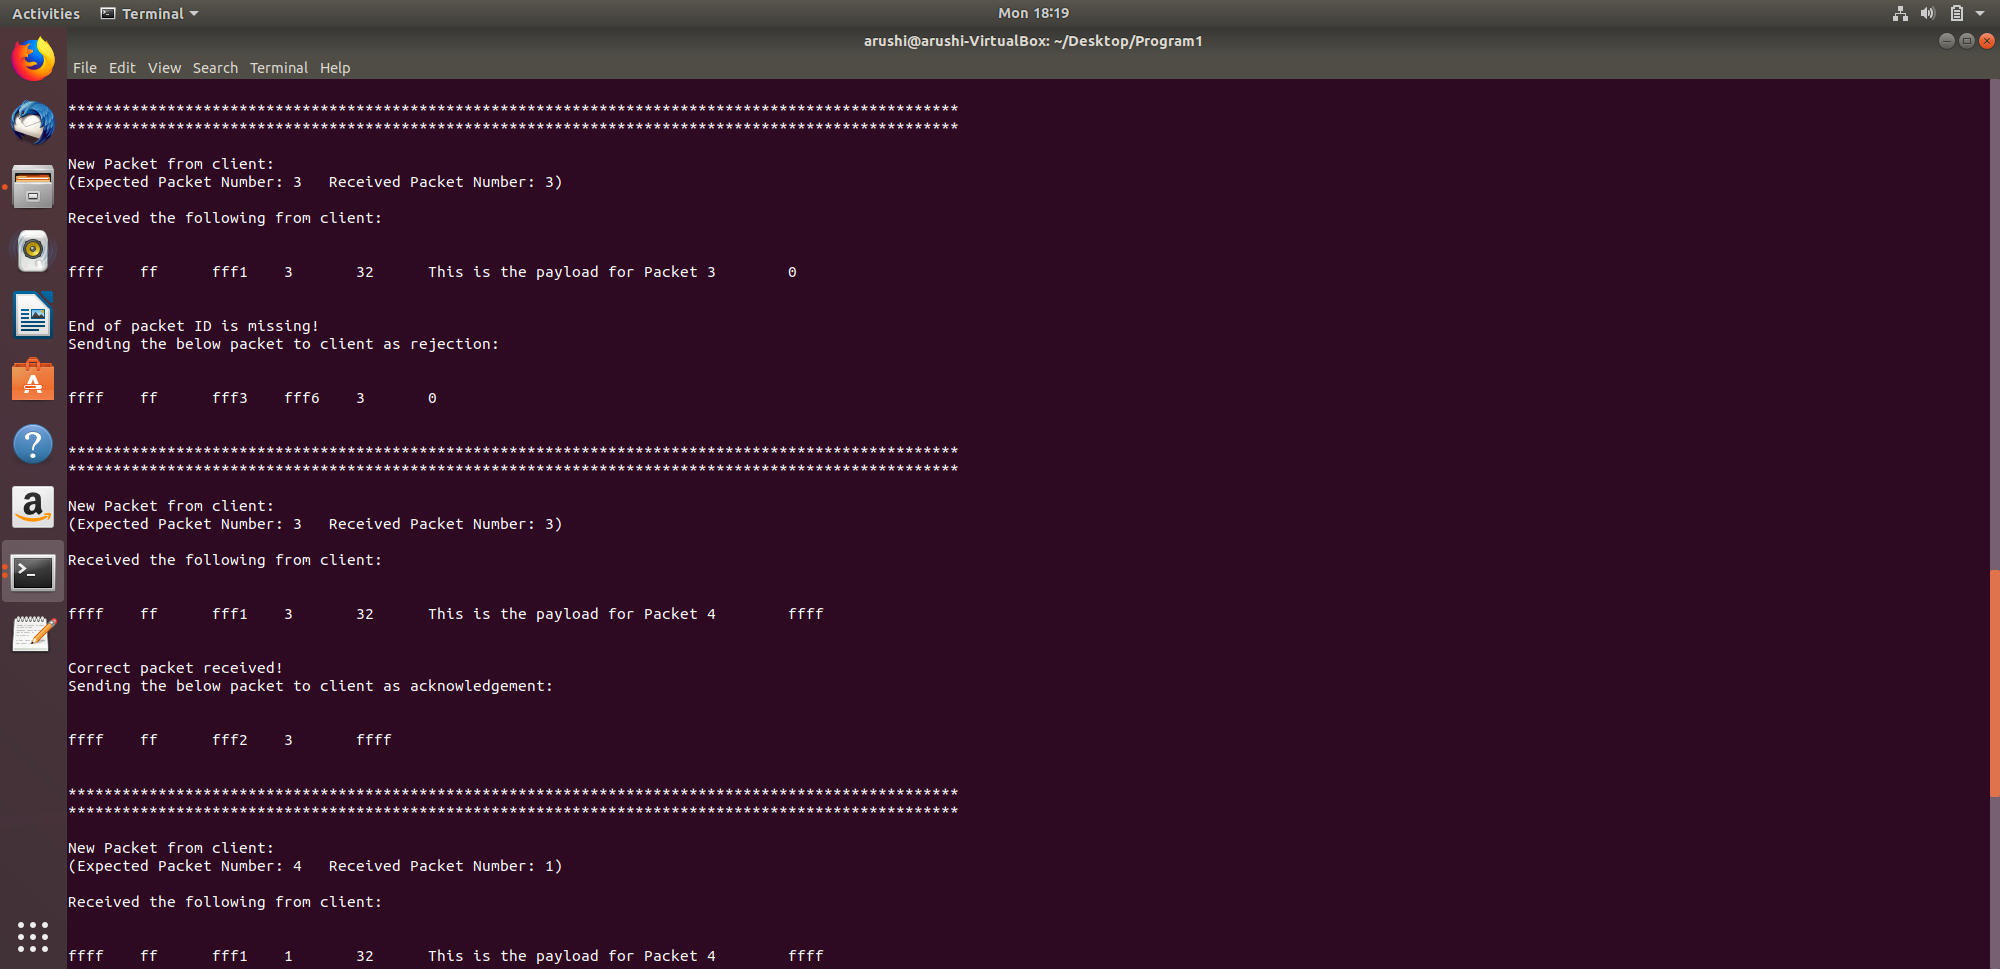 Activities Terminal Mon 18:19
arushi@arushi-VirtualBox: ~/Desktop/Program1
File Edit View Search Terminal Help
***************************************************************************************************
***************************************************************************************************
New Packet from client:
(Expected Packet Number: 3   Received Packet Number: 3)
Received the following from client:
ffff    ff      fff1    3       32      This is the payload for Packet 3        0
End of packet ID is missing!
Sending the below packet to client as rejection:
ffff    ff      fff3    fff6    3       0
***************************************************************************************************
***************************************************************************************************
New Packet from client:
(Expected Packet Number: 3   Received Packet Number: 3)
Received the following from client:
ffff    ff      fff1    3       32      This is the payload for Packet 4        ffff
Correct packet received!
Sending the below packet to client as acknowledgement:
ffff    ff      fff2    3       ffff
***************************************************************************************************
***************************************************************************************************
New Packet from client:
(Expected Packet Number: 4   Received Packet Number: 1)
Received the following from client:
ffff    ff      fff1    1       32      This is the payload for Packet 4        ffff